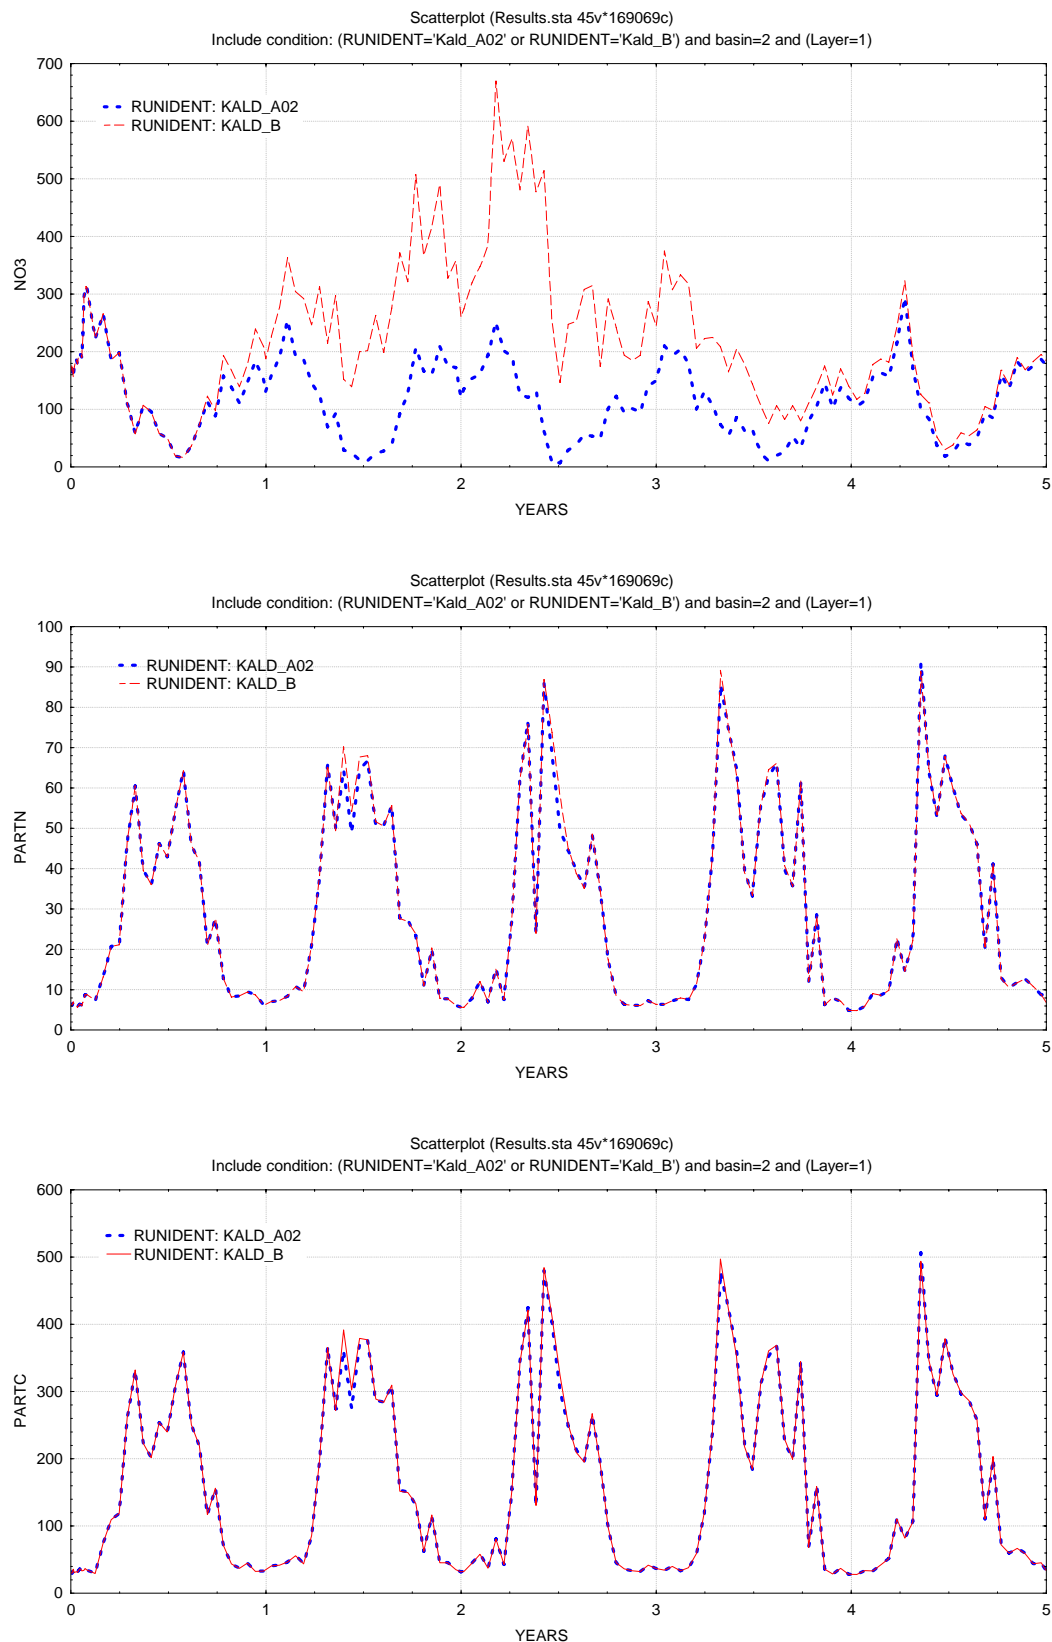 Scatterplot (Results.sta 45v*169069c)
Include condition: (RUNIDENT='Kald_A02' or RUNIDENT='Kald_B') and basin=2 and (Layer=1)
700
600
500
400
300
200
100
0
NO3
RUNIDENT: KALD_A02
RUNIDENT: KALD_B
0 1 2 3 4 5
YEARS
Scatterplot (Results.sta 45v*169069c)
Include condition: (RUNIDENT='Kald_A02' or RUNIDENT='Kald_B') and basin=2 and (Layer=1)
100
90
80
70
60
50
40
30
20
10
0
PARTN
RUNIDENT: KALD_A02
RUNIDENT: KALD_B
0 1 2 3 4 5
YEARS
Scatterplot (Results.sta 45v*169069c)
Include condition: (RUNIDENT='Kald_A02' or RUNIDENT='Kald_B') and basin=2 and (Layer=1)
600
500
400
300
200
100
0
PARTC
RUNIDENT: KALD_A02
RUNIDENT: KALD_B
0 1 2 3 4 5
YEARS